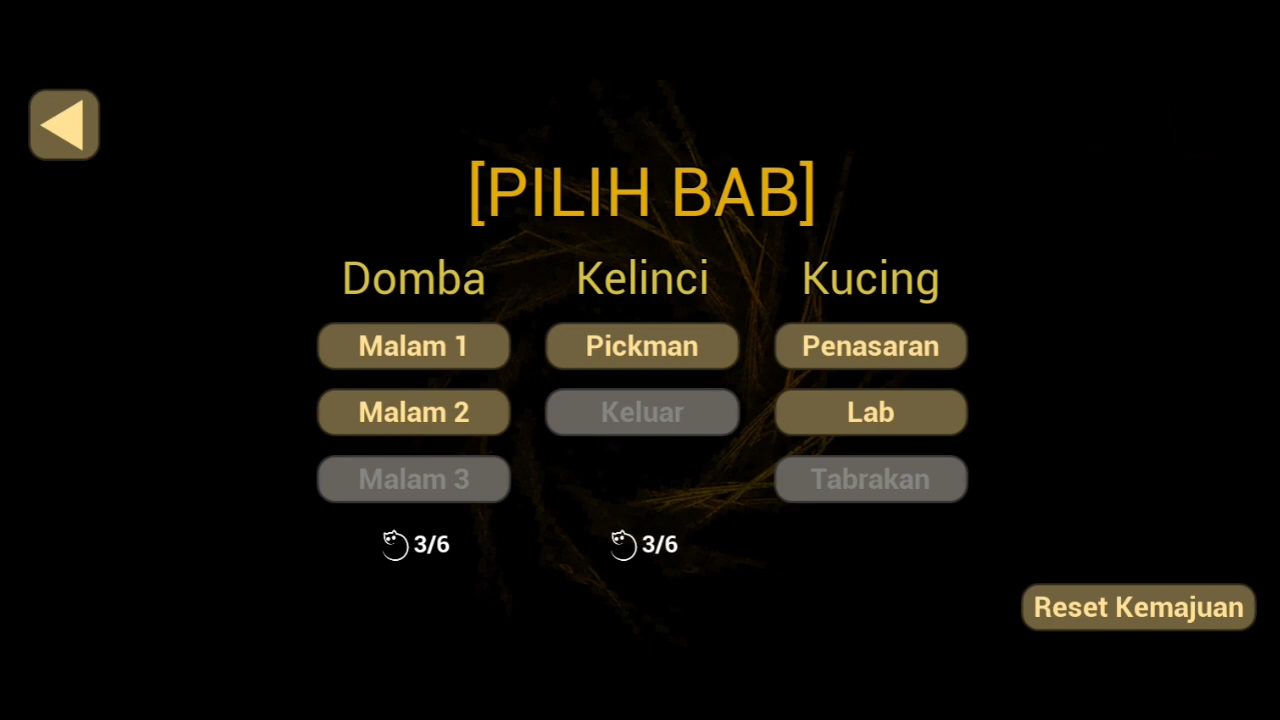 [PILIH BAB]
Domba Kelinci Kucing
Malam 1 Pickman Penasaran
Malam 2 Keluar Lab
Malam 3 Tabrakan
3/6 3/6
Reset Kemajuan